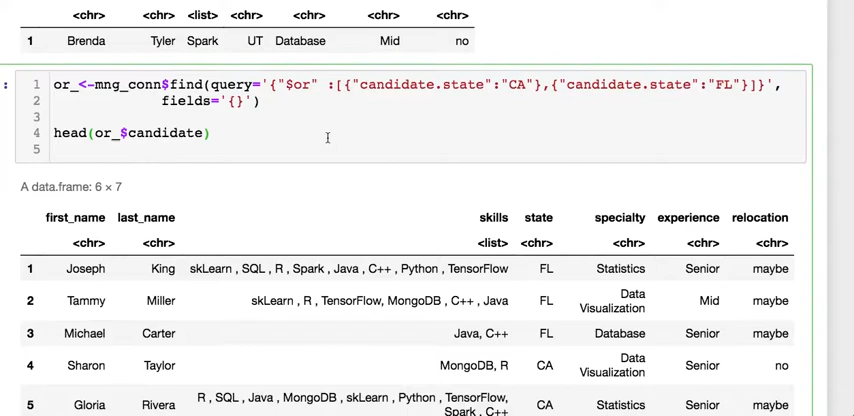 <chr> <chr> <list> <chr> <chr> <chr> <chr>
1 Brenda Tyler Spark UT Database Mid no
: 1 or_<-mng_conn$find(query='{"$or" :[{"candidate.state":"CA"},{"candidate.state":"FL"}]}',
2 fields='{}')
3
4 head(or_$candidate)
5
A data.frame: 6 × 7
first_name last_name skills state specialty experience relocation
<chr> <chr> <list> <chr> <chr> <chr> <chr>
1 Joseph King skLearn , SQL , R , Spark , Java , C++ , Python , TensorFlow FL Statistics Senior maybe
2 Tammy Miller skLearn , R , TensorFlow, MongoDB , C++ , Java FL Data Visualization Mid maybe
3 Michael Carter Java, C++ FL Database Senior maybe
4 Sharon Taylor MongoDB, R CA Data Visualization Senior no
5 Gloria Rivera R , SQL , Java , MongoDB , skLearn , Python , TensorFlow, Spark , C++ CA Statistics Senior maybe